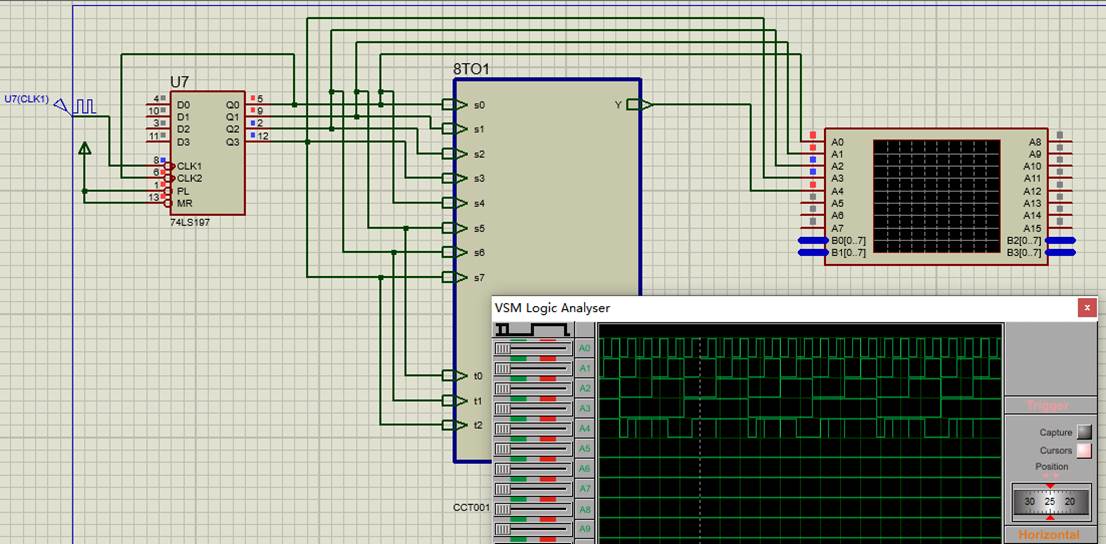 8TO1
U7
U7(CLK1)
4 D0 Q0 5
10 D1 Q1 9
3 D2 Q2 2
11 D3 Q3 12
8 CLK1
6 CLK2
1 PL
13 MR
74LS197
s0 Y
s1
s2
s3
s4
s5
s6
s7
t0
t1
t2
CCT001
A0 A8
A1 A9
A2 A10
A3 A11
A4 A12
A5 A13
A6 A14
A7 A15
B0[0..7] B2[0..7]
B1[0..7] B3[0..7]
VSM Logic Analyser x
A0
A1
A2
A3
A4
A5
A6
A7
A8
A9
Trigger
Capture
Cursors
Position
30 25 20
Horizontal